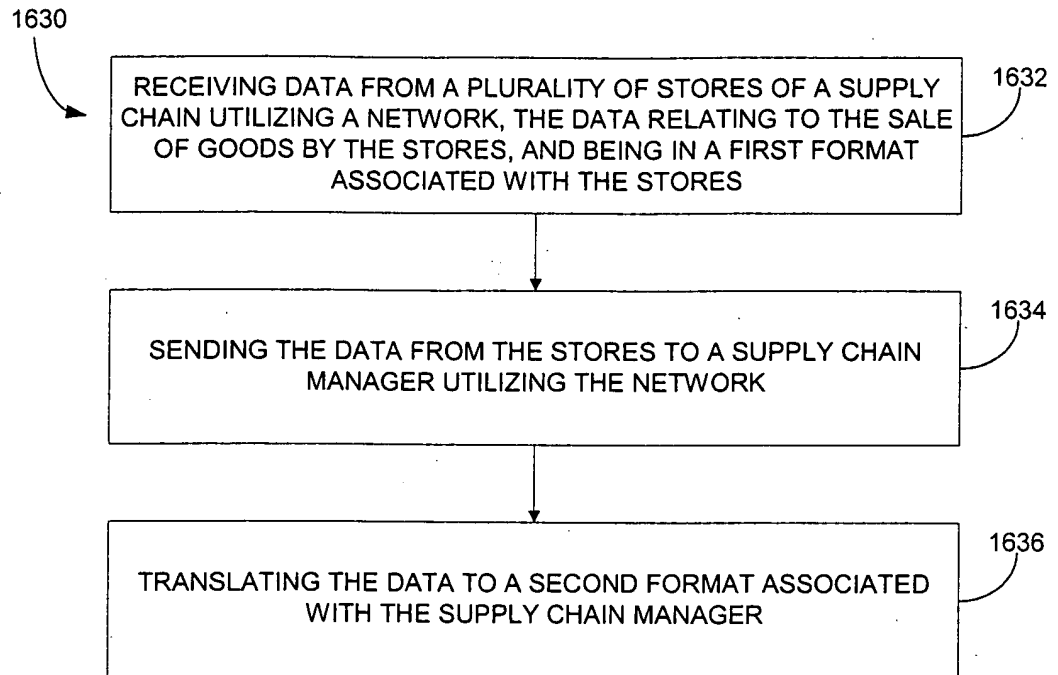 1630
RECEIVING DATA FROM A PLURALITY OF STORES OF A SUPPLY
CHAIN UTILIZING A NETWORK, THE DATA RELATING TO THE SALE
OF GOODS BY THE STORES, AND BEING IN A FIRST FORMAT
ASSOCIATED WITH THE STORES
1632
SENDING THE DATA FROM THE STORES TO A SUPPLY CHAIN
MANAGER UTILIZING THE NETWORK
1634
TRANSLATING THE DATA TO A SECOND FORMAT ASSOCIATED
WITH THE SUPPLY CHAIN MANAGER
1636